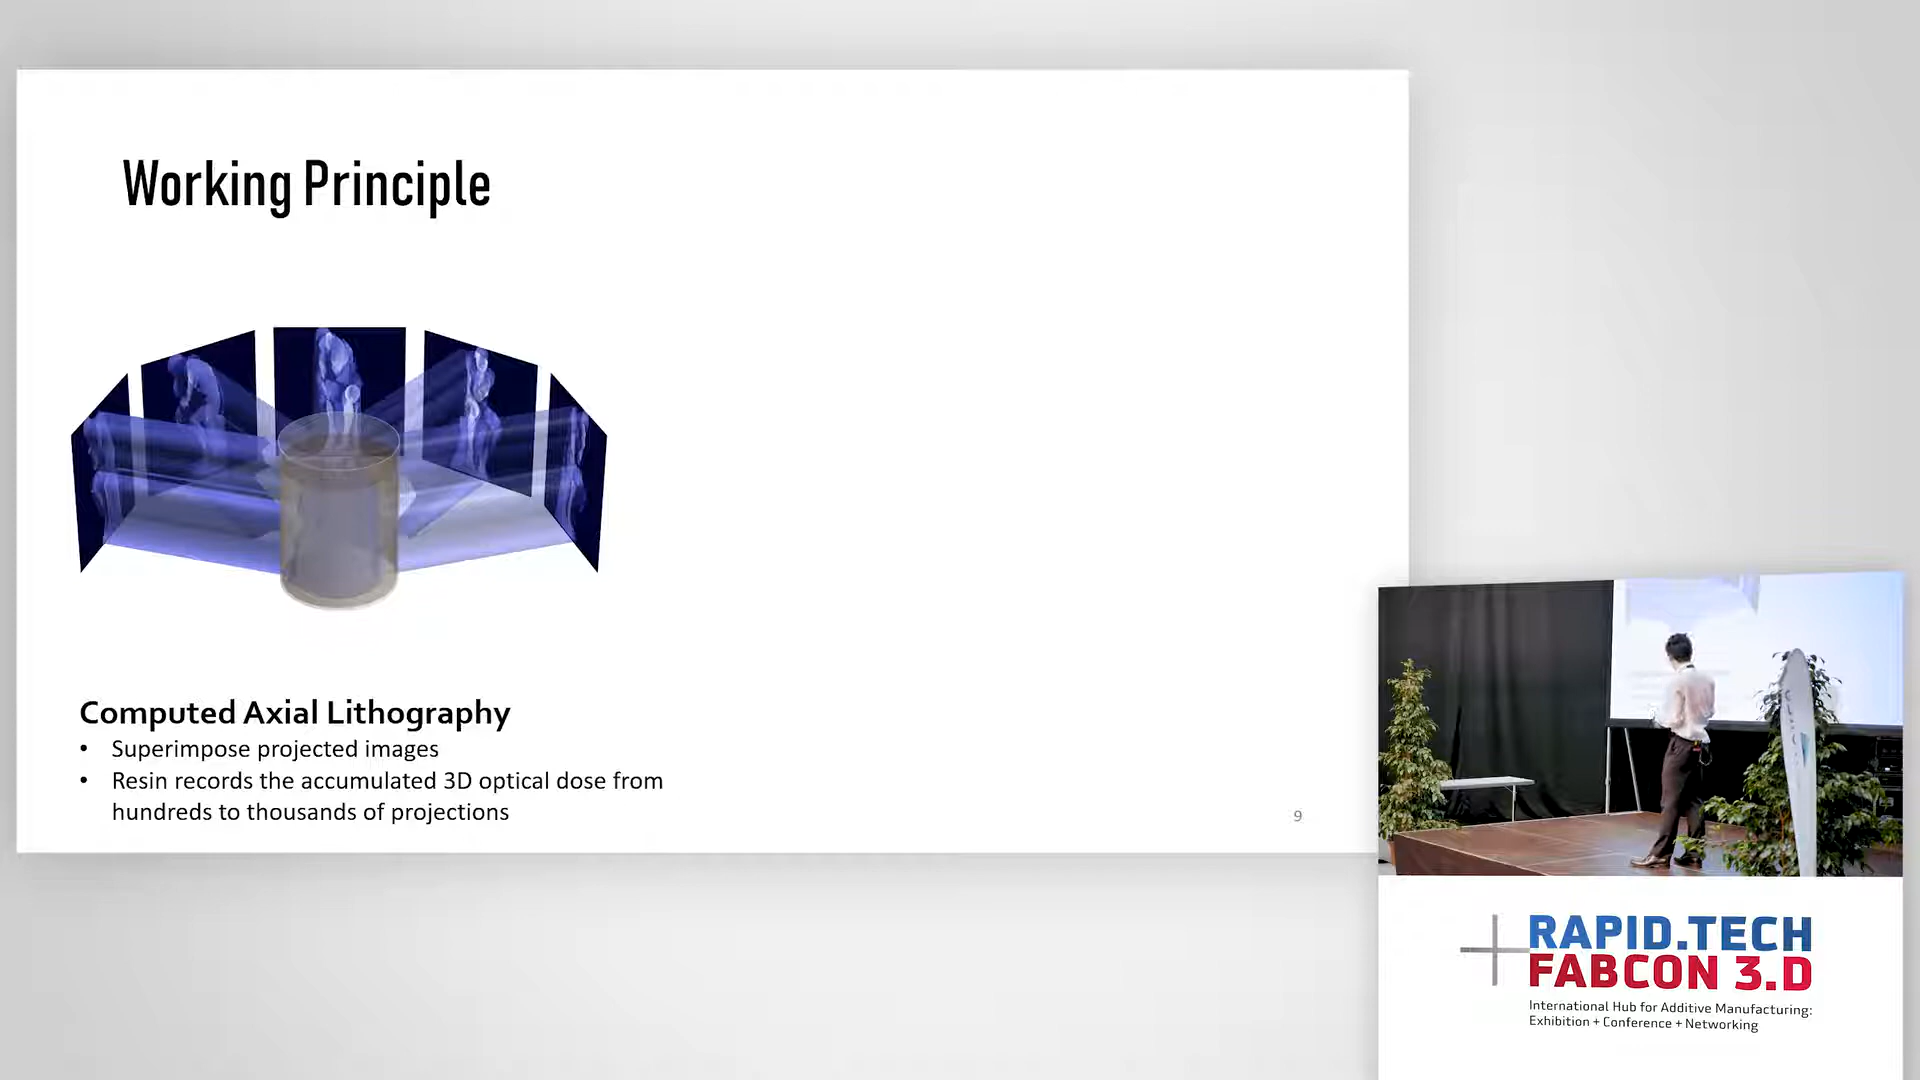 Working Principle
Computed Axial Lithography
• Superimpose projected images
• Resin records the accumulated 3D optical dose from
hundreds to thousands of projections
9
RAPID.TECH
FABCON 3.D
International Hub for Additive Manufacturing:
Exhibition + Conference + Networking